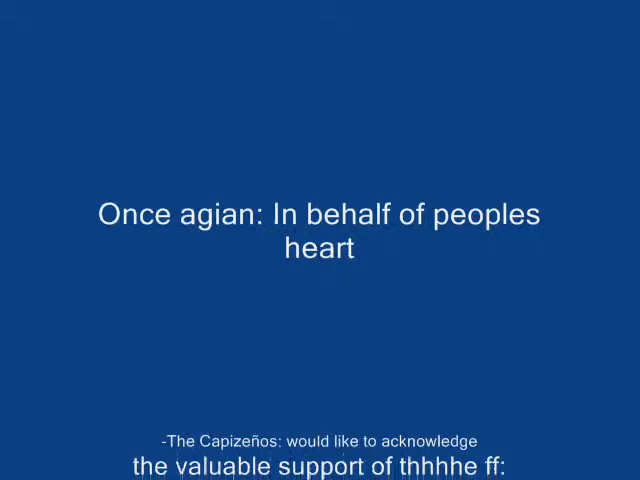 Once agian: In behalf of peoples
heart
-The Capizeños: would like to acknowledge
the valuable support of thhhhe ff: